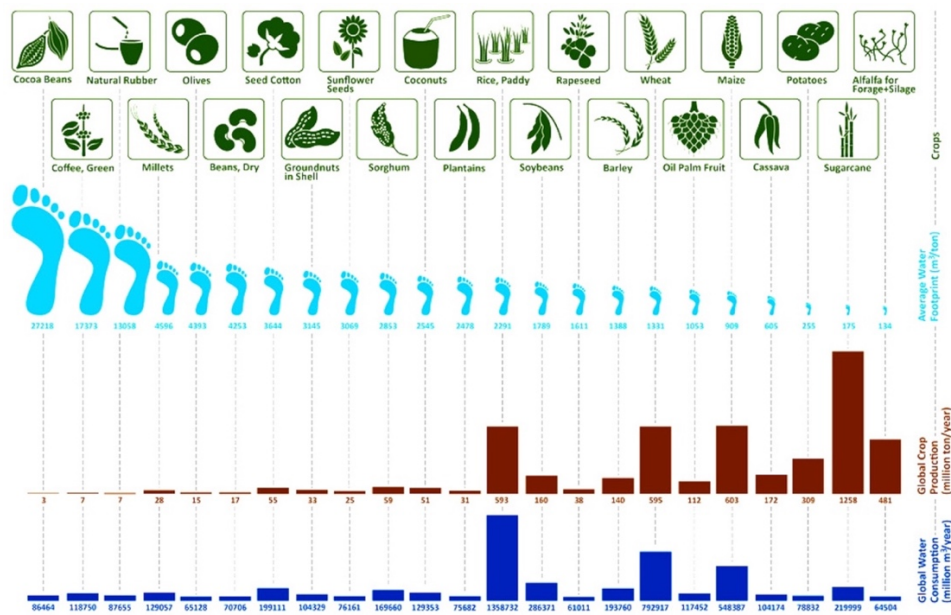 Cocoa Beans
Natural Rubber
Olives
Seed Cotton
Sunflower
Seeds
Coconuts
Rice, Paddy
Rapeseed
Wheat
Maize
Potatoes
Alfalfa for
Forage+Silage
Crops
Coffee, Green
Millets
Beans, Dry
Groundnuts
in Shell
Sorghum
Plantains
Soybeans
Barley
Oil Palm Fruit
Cassava
Sugarcane
Average Water
Footprint (m³/ton)
27218 17373 13058 4596 4393 4253 3644 3145 3069 2853 2545 2478 2291 1789 1611 1388 1331 1053 909 605 255 175 134
Global Crop
Production
(million ton/year)
3 7 7 28 15 17 55 33 25 59 51 31 593 160 38 140 595 112 603 172 309 1258 481
Global Water
Consumption
(million m³/year)
86464 118750 87655 129057 65128 70706 199111 104329 76161 169660 129353 75682 1358732 286371 61011 193760 792917 117452 548387 104174 78832 219999 64504